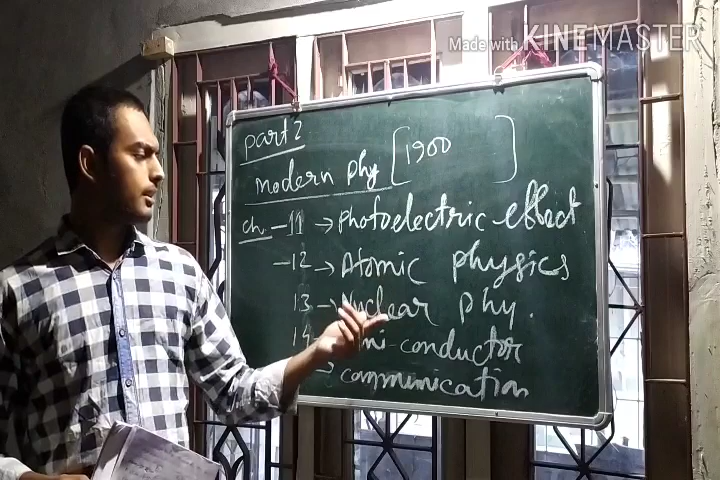 Made with KINEMASTER
part 2
modern phy [1900 ]
ch -11 → Photoelectric effect
-12 → Atomic physics
13 → Nuclear phy.
14 -conductor
→ communication